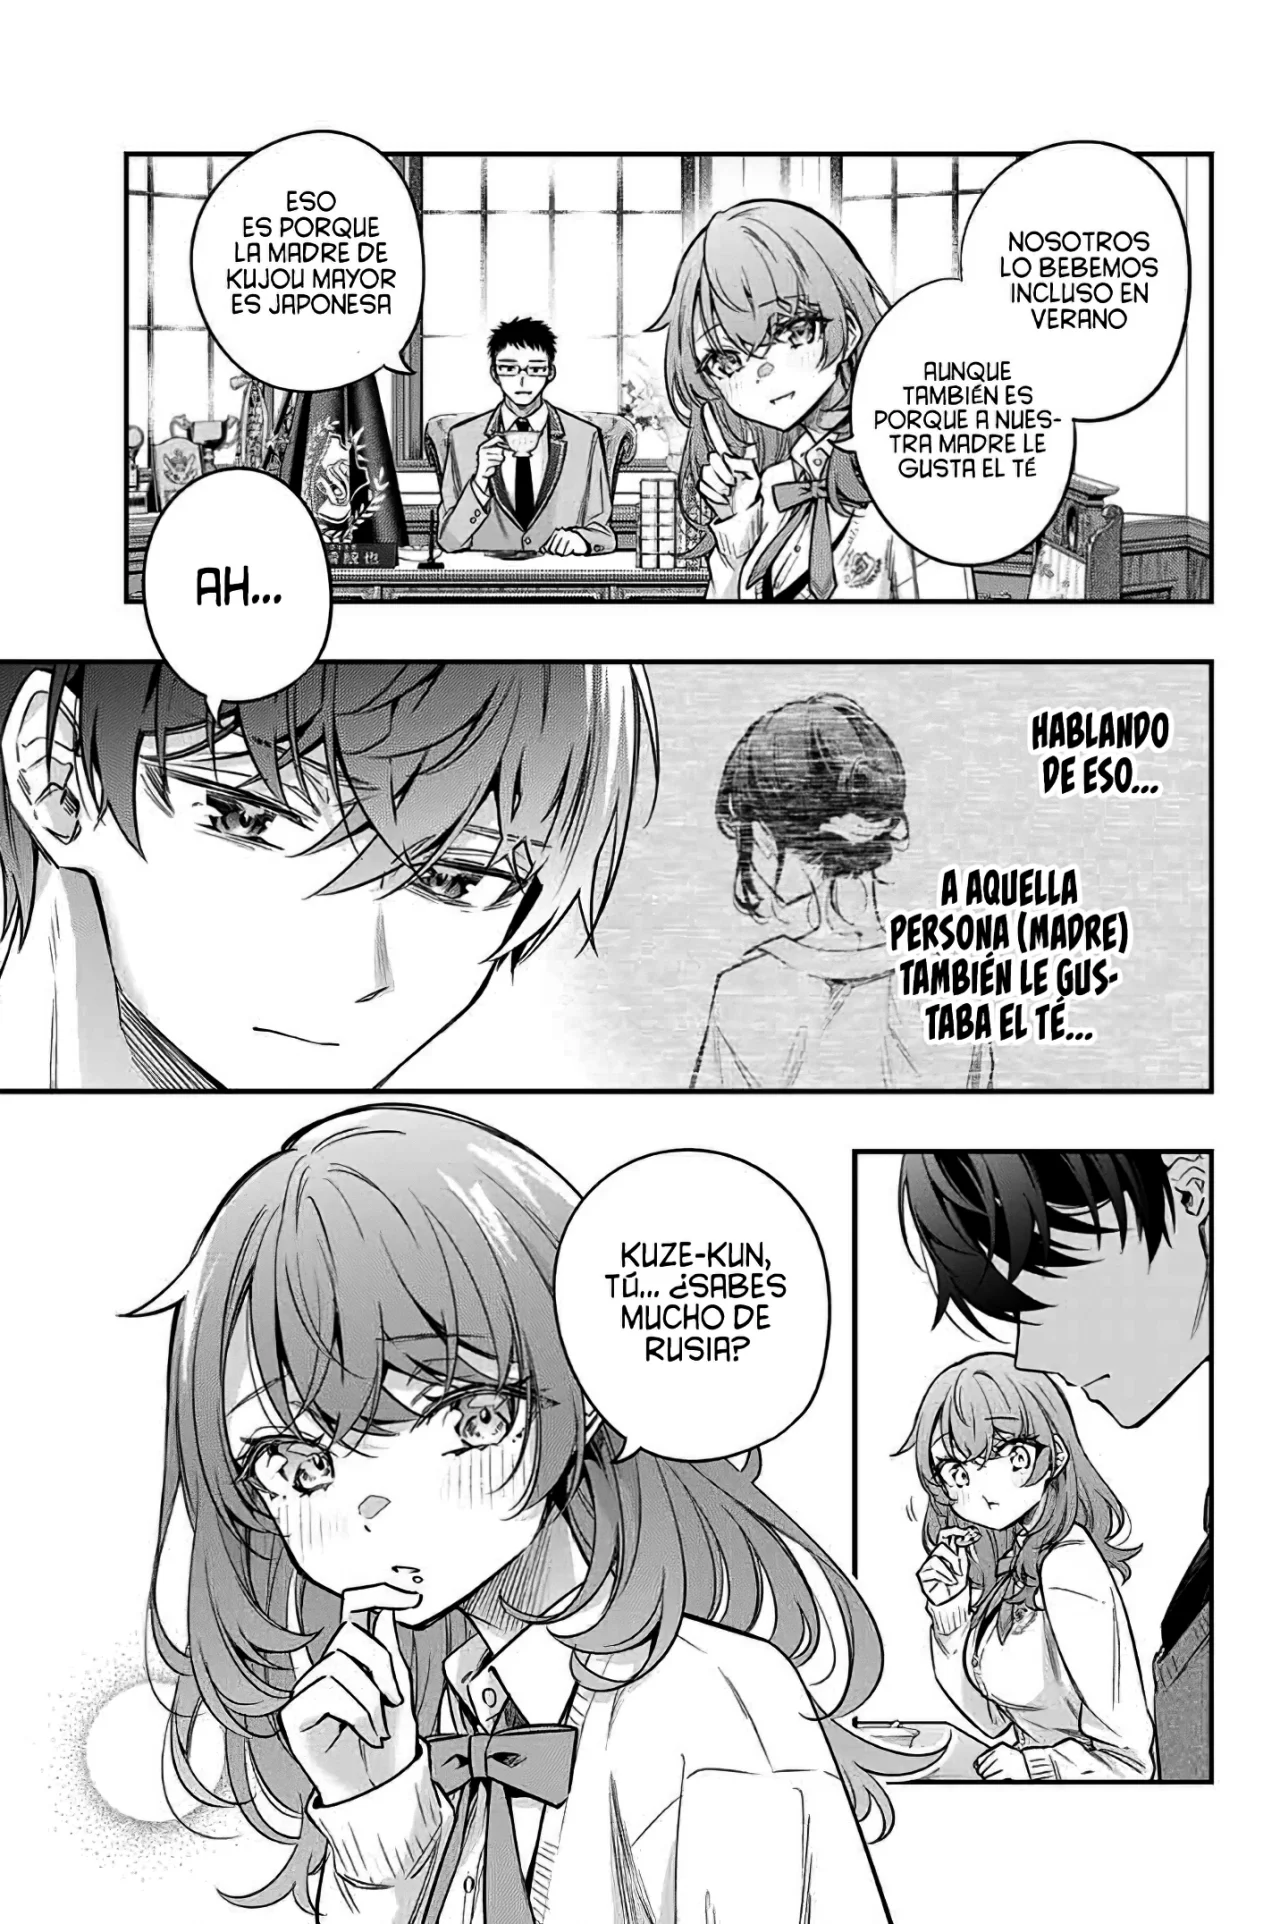 NOSOTROS
LO BEBEMOS
INCLUSO EN
VERANO
AUNQUE
TAMBIÉN ES
PORQUE A NUES-
TRA MADRE LE
GUSTA EL TÉ
ESO
ES PORQUE
LA MADRE DE
KUJOU MAYOR
ES JAPONESA
AH...
HABLANDO
DE ESO...
A AQUELLA
PERSONA (MADRE)
TAMBIÉN LE GUS-
TABA EL TÉ...
KUZE-KUN,
TÚ... ¿SABES
MUCHO DE
RUSIA?